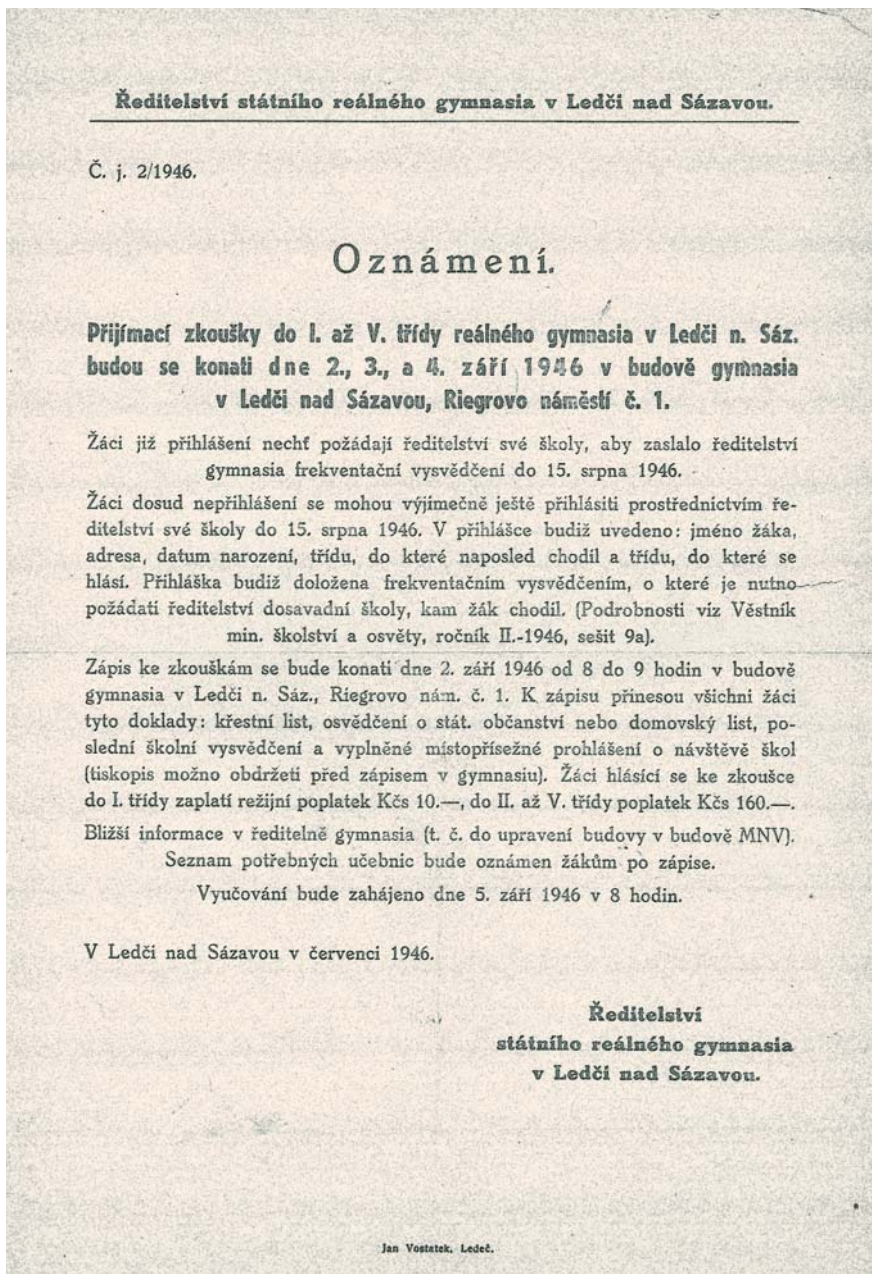 Ředitelství státního reálného gymnasia v Ledči nad Sázavou.
Č. j. 2/1946.
Oznámení.
Přijímací zkoušky do I. až V. třídy reálného gymnasia v Ledči n. Sáz.
budou se konati dne 2., 3., a 4. září 1946 v budově gymnasia
v Ledči nad Sázavou, Riegrovo náměstí č. 1.
Žáci již přihlášení nechť požádají ředitelství své školy, aby zaslalo ředitelství
gymnasia frekventační vysvědčení do 15. srpna 1946.
Žáci dosud nepřihlášení se mohou výjimečně ještě přihlásiti prostřednictvím ře-
ditelství své školy do 15. srpna 1946. V přihlášce budiž uvedeno: jméno žáka,
adresa, datum narození, třídu, do které naposled chodil a třídu, do které se
hlásí. Přihláška budiž doložena frekventačním vysvědčením, o které je nutno
požádati ředitelství dosavadní školy, kam žák chodil. (Podrobnosti viz Věstník
min. školství a osvěty, ročník II.-1946, sešit 9a).
Zápis ke zkouškám se bude konati dne 2. září 1946 od 8 do 9 hodin v budově
gymnasia v Ledči n. Sáz., Riegrovo nám. č. 1. K zápisu přinesou všichni žáci
tyto doklady: křestní list, osvědčení o stát. občanství nebo domovský list, po-
slední školní vysvědčení a vyplněné místopřísežné prohlášení o návštěvě škol
(tiskopis možno obdržeti před zápisem v gymnasiu). Žáci hlásící se ke zkoušce
do I. třídy zaplatí režijní poplatek Kčs 10.—, do II. až V. třídy poplatek Kčs 160.—.
Bližší informace v ředitelně gymnasia (t. č. do upravení budovy v budově MNV).
Seznam potřebných učebnic bude oznámen žákům po zápise.
Vyučování bude zahájeno dne 5. září 1946 v 8 hodin.
V Ledči nad Sázavou v červenci 1946.
Ředitelství
státního reálného gymnasia
v Ledči nad Sázavou.
Jan Vostatek, Ledeč.